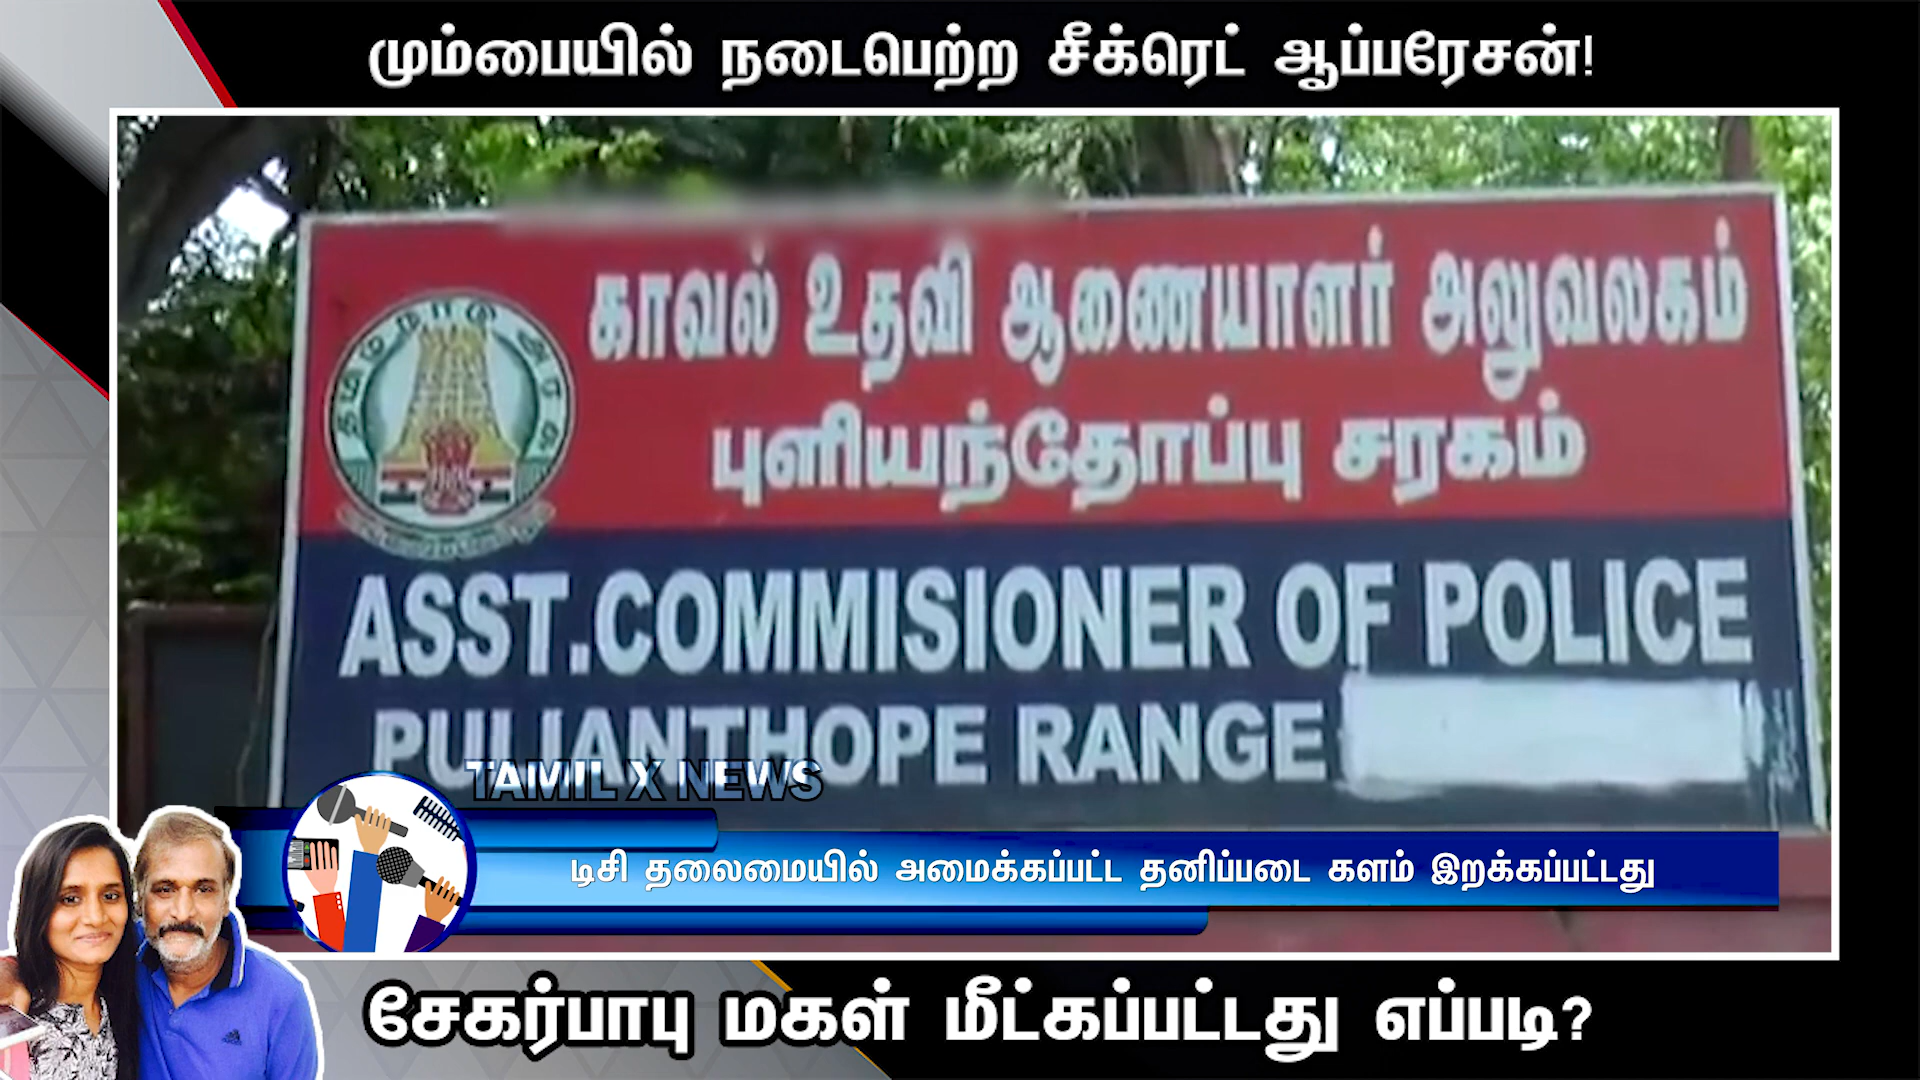 மும்பையில் நடைபெற்ற சீக்ரெட் ஆப்பரேசன்!
காவல் உதவி ஆணையாளர் அலுவலகம்
புளியந்தோப்பு சரகம்
ASST.COMMISIONER OF POLICE
PULIANTHOPE RANGE
TAMIL X NEWS
டிசி தலைமையில் அமைக்கப்பட்ட தனிப்படை களம் இறக்கப்பட்டது
சேகர்பாபு மகள் மீட்கப்பட்டது எப்படி?